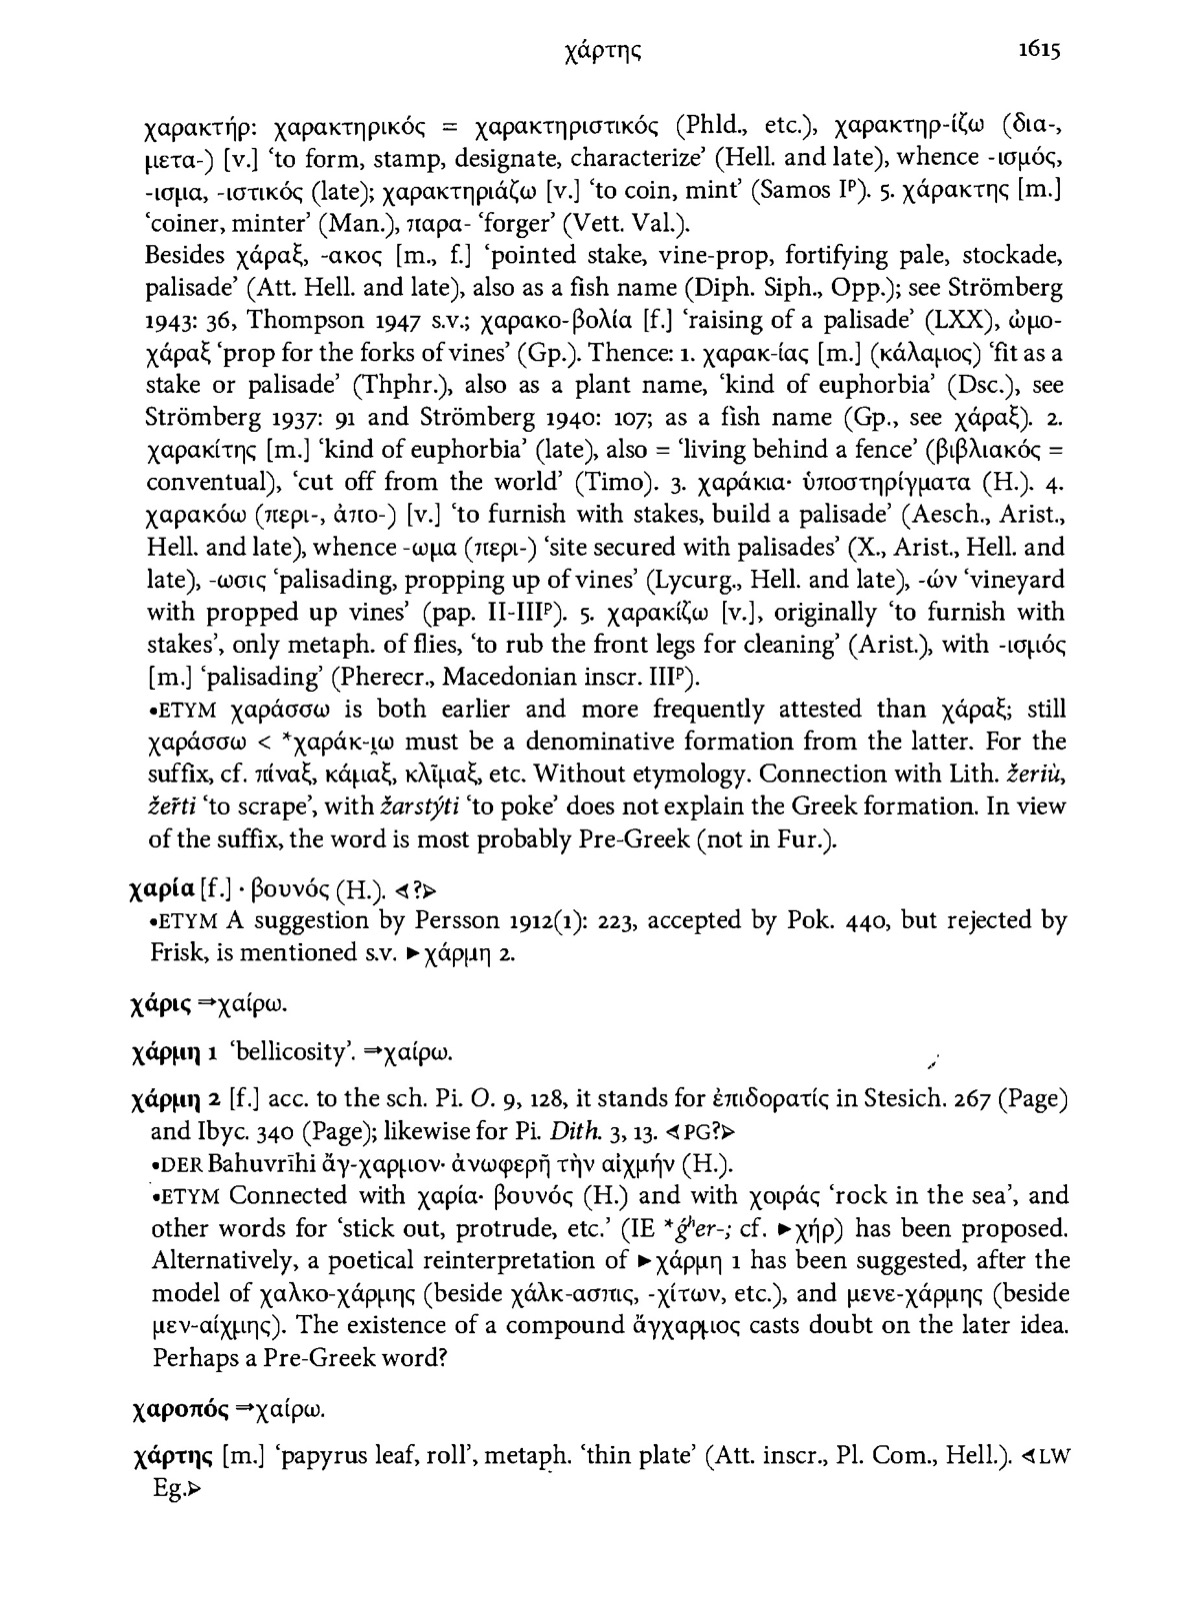 χάρτης 1615
χαρακτήρ: χαρακτηρικός = χαρακτηριστικός (Phld., etc.), χαρακτηρ-ίζω (δια-,
μετα-) [v.] ‘to form, stamp, designate, characterize’ (Hell. and late), whence -ισμός,
-ισμα, -ιστικός (late); χαρακτηριάζω [v.] ‘to coin, mint’ (Samos Iᴾ). 5. χάρακτης [m.]
‘coiner, minter’ (Man.), παρα- ‘forger’ (Vett. Val.).
Besides χάραξ, -ακος [m., f.] ‘pointed stake, vine-prop, fortifying pale, stockade,
palisade’ (Att. Hell. and late), also as a fish name (Diph. Siph., Opp.); see Strömberg
1943: 36, Thompson 1947 s.v.; χαρακο-βολία [f.] ‘raising of a palisade’ (LXX), ὠμο-
χάραξ ‘prop for the forks of vines’ (Gp.). Thence: 1. χαρακ-ίας [m.] (κάλαμος) ‘fit as a
stake or palisade’ (Thphr.), also as a plant name, ‘kind of euphorbia’ (Dsc.), see
Strömberg 1937: 91 and Strömberg 1940: 107; as a fish name (Gp., see χάραξ). 2.
χαρακίτης [m.] ‘kind of euphorbia’ (late), also = ‘living behind a fence’ (βιβλιακός =
conventual), ‘cut off from the world’ (Timo). 3. χαράκια· ὑποστηρίγματα (H.). 4.
χαρακόω (περι-, ἀπο-) [v.] ‘to furnish with stakes, build a palisade’ (Aesch., Arist.,
Hell. and late), whence -ωμα (περι-) ‘site secured with palisades’ (X., Arist., Hell. and
late), -ωσις ‘palisading, propping up of vines’ (Lycurg., Hell. and late), -ών ‘vineyard
with propped up vines’ (pap. II-IIIᴾ). 5. χαρακίζω [v.], originally ‘to furnish with
stakes’, only metaph. of flies, ‘to rub the front legs for cleaning’ (Arist.), with -ισμός
[m.] ‘palisading’ (Pherecr., Macedonian inscr. IIIᴾ).
•ETYM χαράσσω is both earlier and more frequently attested than χάραξ; still
χαράσσω < *χαράκ-ι̯ω must be a denominative formation from the latter. For the
suffix, cf. πίναξ, κάμαξ, κλῖμαξ, etc. Without etymology. Connection with Lith. žeriù,
žer̃ti ‘to scrape’, with žarstýti ‘to poke’ does not explain the Greek formation. In view
of the suffix, the word is most probably Pre-Greek (not in Fur.).
χαρία [f.] · βουνός (H.). ⊲?⊳
•ETYM A suggestion by Persson 1912(1): 223, accepted by Pok. 440, but rejected by
Frisk, is mentioned s.v. ►χάρμη 2.
χάρις ⇒χαίρω.
χάρμη 1 ‘bellicosity’. ⇒χαίρω.
χάρμη 2 [f.] acc. to the sch. Pi. O. 9, 128, it stands for ἐπιδορατίς in Stesich. 267 (Page)
and Ibyc. 340 (Page); likewise for Pi. Dith. 3, 13. ⊲PG?⊳
•DER Bahuvrīhi ἄγ-χαρμον· ἀνωφερῆ τὴν αἰχμήν (H.).
•ETYM Connected with χαρία· βουνός (H.) and with χοιράς ‘rock in the sea’, and
other words for ‘stick out, protrude, etc.’ (IE *ǵʰer-; cf. ►χήρ) has been proposed.
Alternatively, a poetical reinterpretation of ►χάρμη 1 has been suggested, after the
model of χαλκο-χάρμης (beside χάλκ-ασπις, -χίτων, etc.), and μενε-χάρμης (beside
μεν-αίχμης). The existence of a compound ἄγχαρμος casts doubt on the later idea.
Perhaps a Pre-Greek word?
χαροπός ⇒χαίρω.
χάρτης [m.] ‘papyrus leaf, roll’, metaph. ‘thin plate’ (Att. inscr., Pl. Com., Hell.). ⊲LW
Eg.⊳